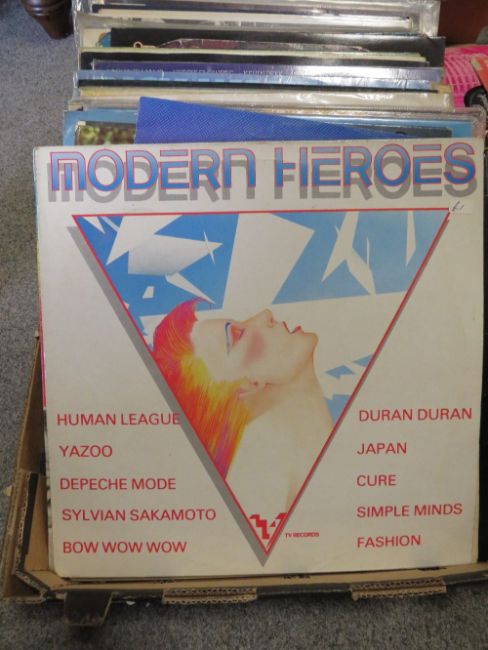 MODERN HEROES
HUMAN LEAGUE
YAZOO
DEPECHE MODE
SYLVIAN SAKAMOTO
BOW WOW WOW
DURAN DURAN
JAPAN
CURE
SIMPLE MINDS
FASHION
TV RECORDS